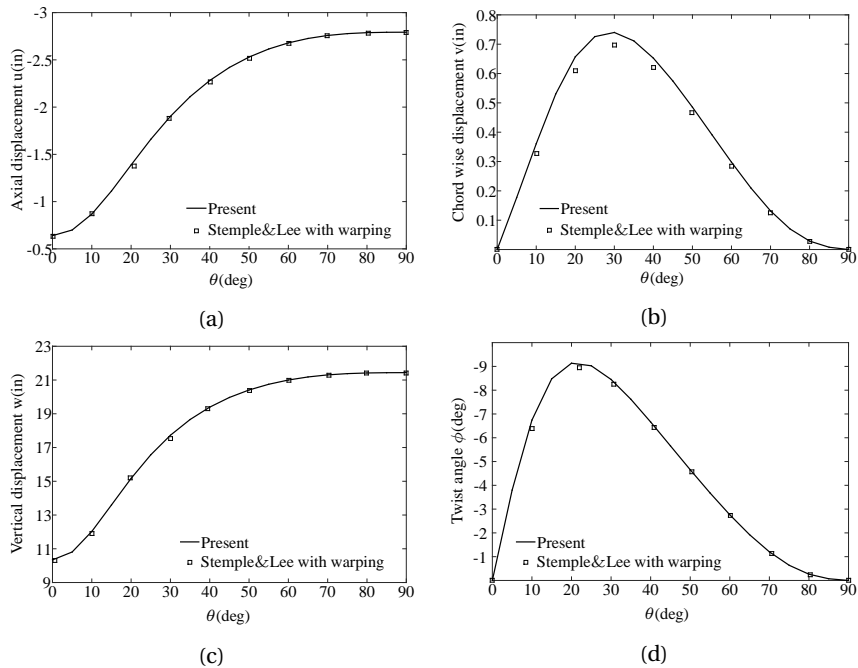 -3
-2.5
-2
-1.5
-1
-0.5
0 10 20 30 40 50 60 70 80 90
Axial displacement u(in)
θ(deg)
Present
Stemple&Lee with warping
(a)
0.8
0.7
0.6
0.5
0.4
0.3
0.2
0.1
0 10 20 30 40 50 60 70 80 90
Chord wise displacement v(in)
θ(deg)
Present
Stemple&Lee with warping
(b)
23
21
19
17
15
13
11
9
0 10 20 30 40 50 60 70 80 90
Vertical displacement w(in)
θ(deg)
Present
Stemple&Lee with warping
(c)
-9
-8
-7
-6
-5
-4
-3
-2
-1
0 10 20 30 40 50 60 70 80 90
Twist angle ϕ(deg)
θ(deg)
Present
Stemple&Lee with warping
(d)